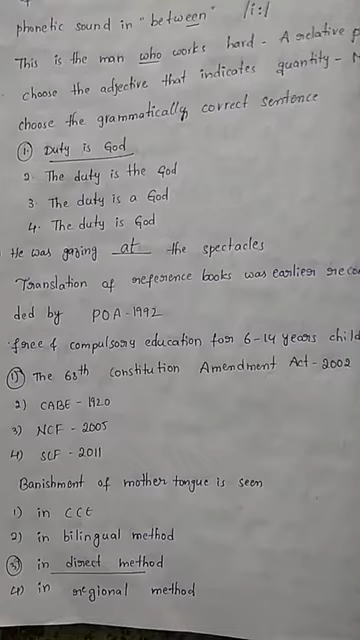 phonetic sound in "between" /i:/
This is the man who works hard - A relative
choose the adjective that indicates quantity -
choose the grammatically correct sentence
① Duty is God
2. The duty is the God
3. The duty is a God
4. The duty is God
He was gazing at the spectacles
Translation of reference books was earlier
ded by POA-1992
free & compulsory education for 6-14 years child
① The 68th constitution Amendment Act - 2002
2) CABE - 1920
3) NCF - 2005
4) SCF - 2011
Banishment of mother tongue is seen
1) in CCE
2) in bilingual method
③ in direct method
4) in regional method